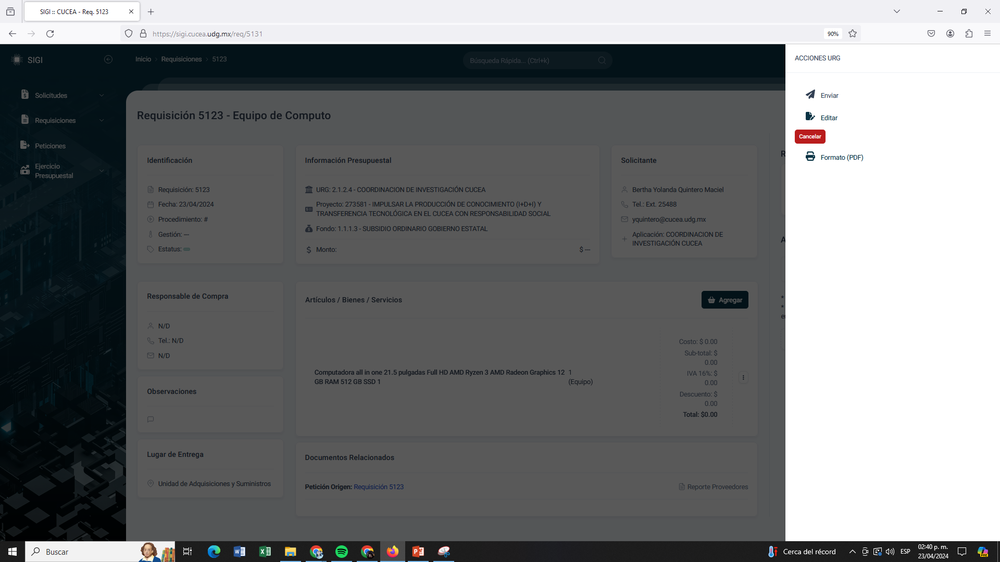 SIGI :: CUCEA - Req. 5123
https://sigi.cucea.udg.mx/req/5131
90%
SIGI
Inicio
Requisiciones
5123
Búsqueda Rápida... (Ctrl+k)
ACCIONES URG
Enviar
Editar
Cancelar
Formato (PDF)
Solicitudes
Requisiciones
Peticiones
Ejercicio
Presupuestal
Requisición 5123 - Equipo de Computo
Identificación
Requisición: 5123
Fecha: 23/04/2024
Procedimiento: #
Gestión: —
Estatus:
Información Presupuestal
URG: 2.1.2.4 - COORDINACION DE INVESTIGACIÓN CUCEA
Proyecto: 273581 - IMPULSAR LA PRODUCCIÓN DE CONOCIMIENTO (I+D+I) Y
TRANSFERENCIA TECNOLÓGICA EN EL CUCEA CON RESPONSABILIDAD SOCIAL
Fondo: 1.1.1.3 - SUBSIDIO ORDINARIO GOBIERNO ESTATAL
Monto:
$ —
Solicitante
Bertha Yolanda Quintero Maciel
Tel.: Ext. 25488
yquintero@cucea.udg.mx
Aplicación: COORDINACION DE
INVESTIGACIÓN CUCEA
Responsable de Compra
N/D
Tel.: N/D
N/D
Observaciones
Lugar de Entrega
Unidad de Adquisiciones y Suministros
Artículos / Bienes / Servicios
Agregar
Computadora all in one 21.5 pulgadas Full HD AMD Ryzen 3 AMD Radeon Graphics 12
GB RAM 512 GB SSD 1
1
(Equipo)
Costo: $ 0.00
Sub-total: $
0.00
IVA 16%: $
0.00
Descuento: $
0.00
Total: $0.00
Documentos Relacionados
Petición Origen: Requisición 5123
Reporte Proveedores
Buscar
Cerca del récord
ESP
02:40 p. m.
23/04/2024